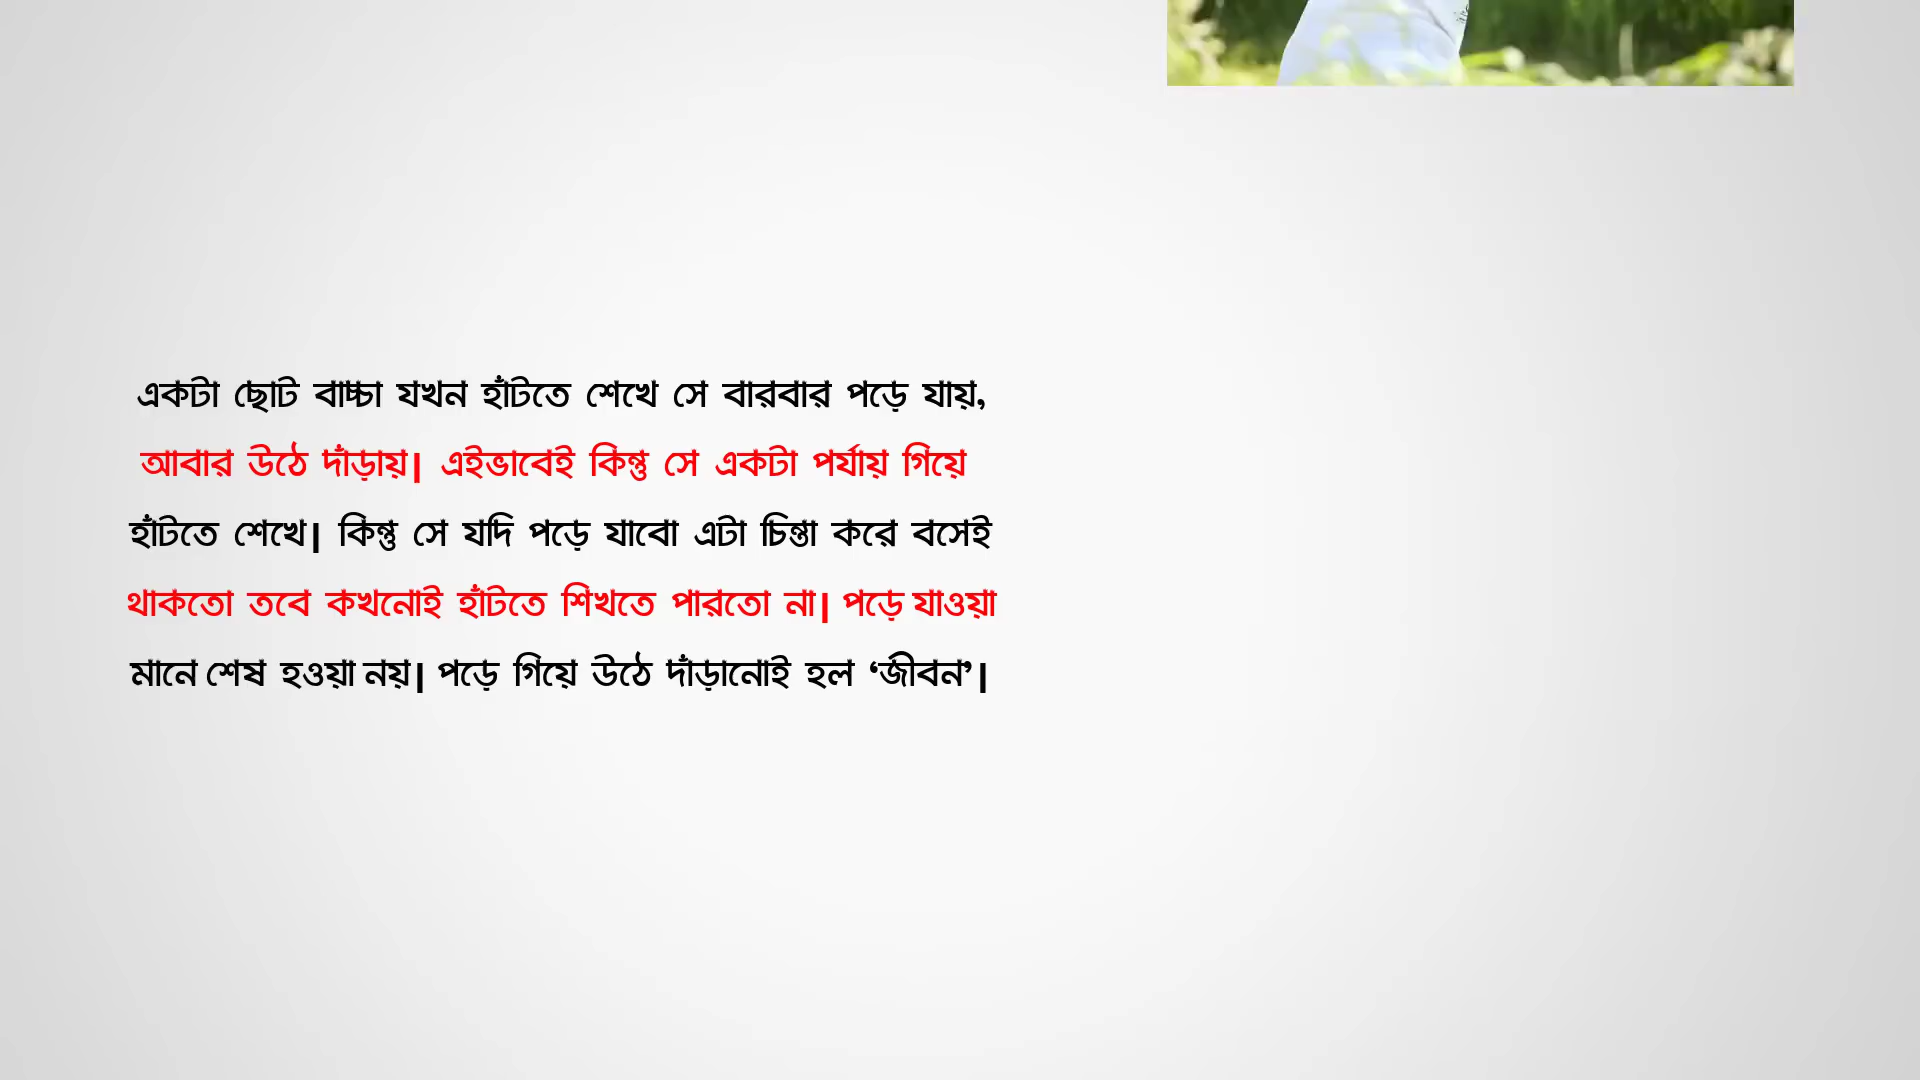 একটা ছোট বাচ্চা যখন হাঁটতে শেখে সে বারবার পড়ে যায়,
আবার উঠে দাঁড়ায়| এইভাবেই কিন্তু সে একটা পর্যায় গিয়ে
হাঁটতে শেখে| কিন্তু সে যদি পড়ে যাবো এটা চিন্তা করে বসেই
থাকতো তবে কখনোই হাঁটতে শিখতে পারতো না| পড়ে যাওয়া
মানে শেষ হওয়া নয়| পড়ে গিয়ে উঠে দাঁড়ানোই হল ‘জীবন’|